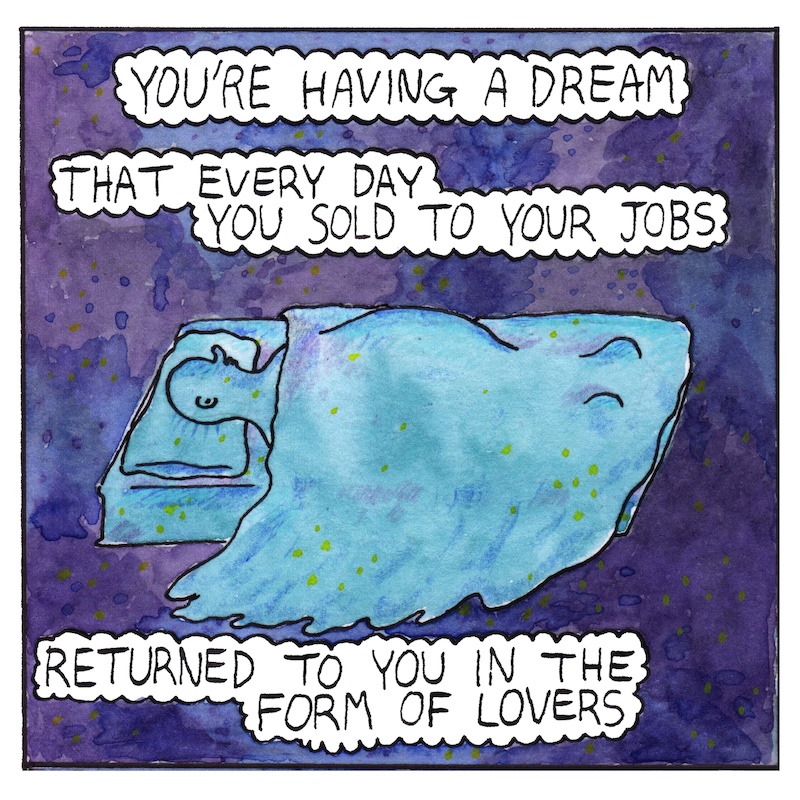 YOU'RE HAVING A DREAM
THAT EVERY DAY
YOU SOLD TO YOUR JOBS
RETURNED TO YOU IN THE
FORM OF LOVERS